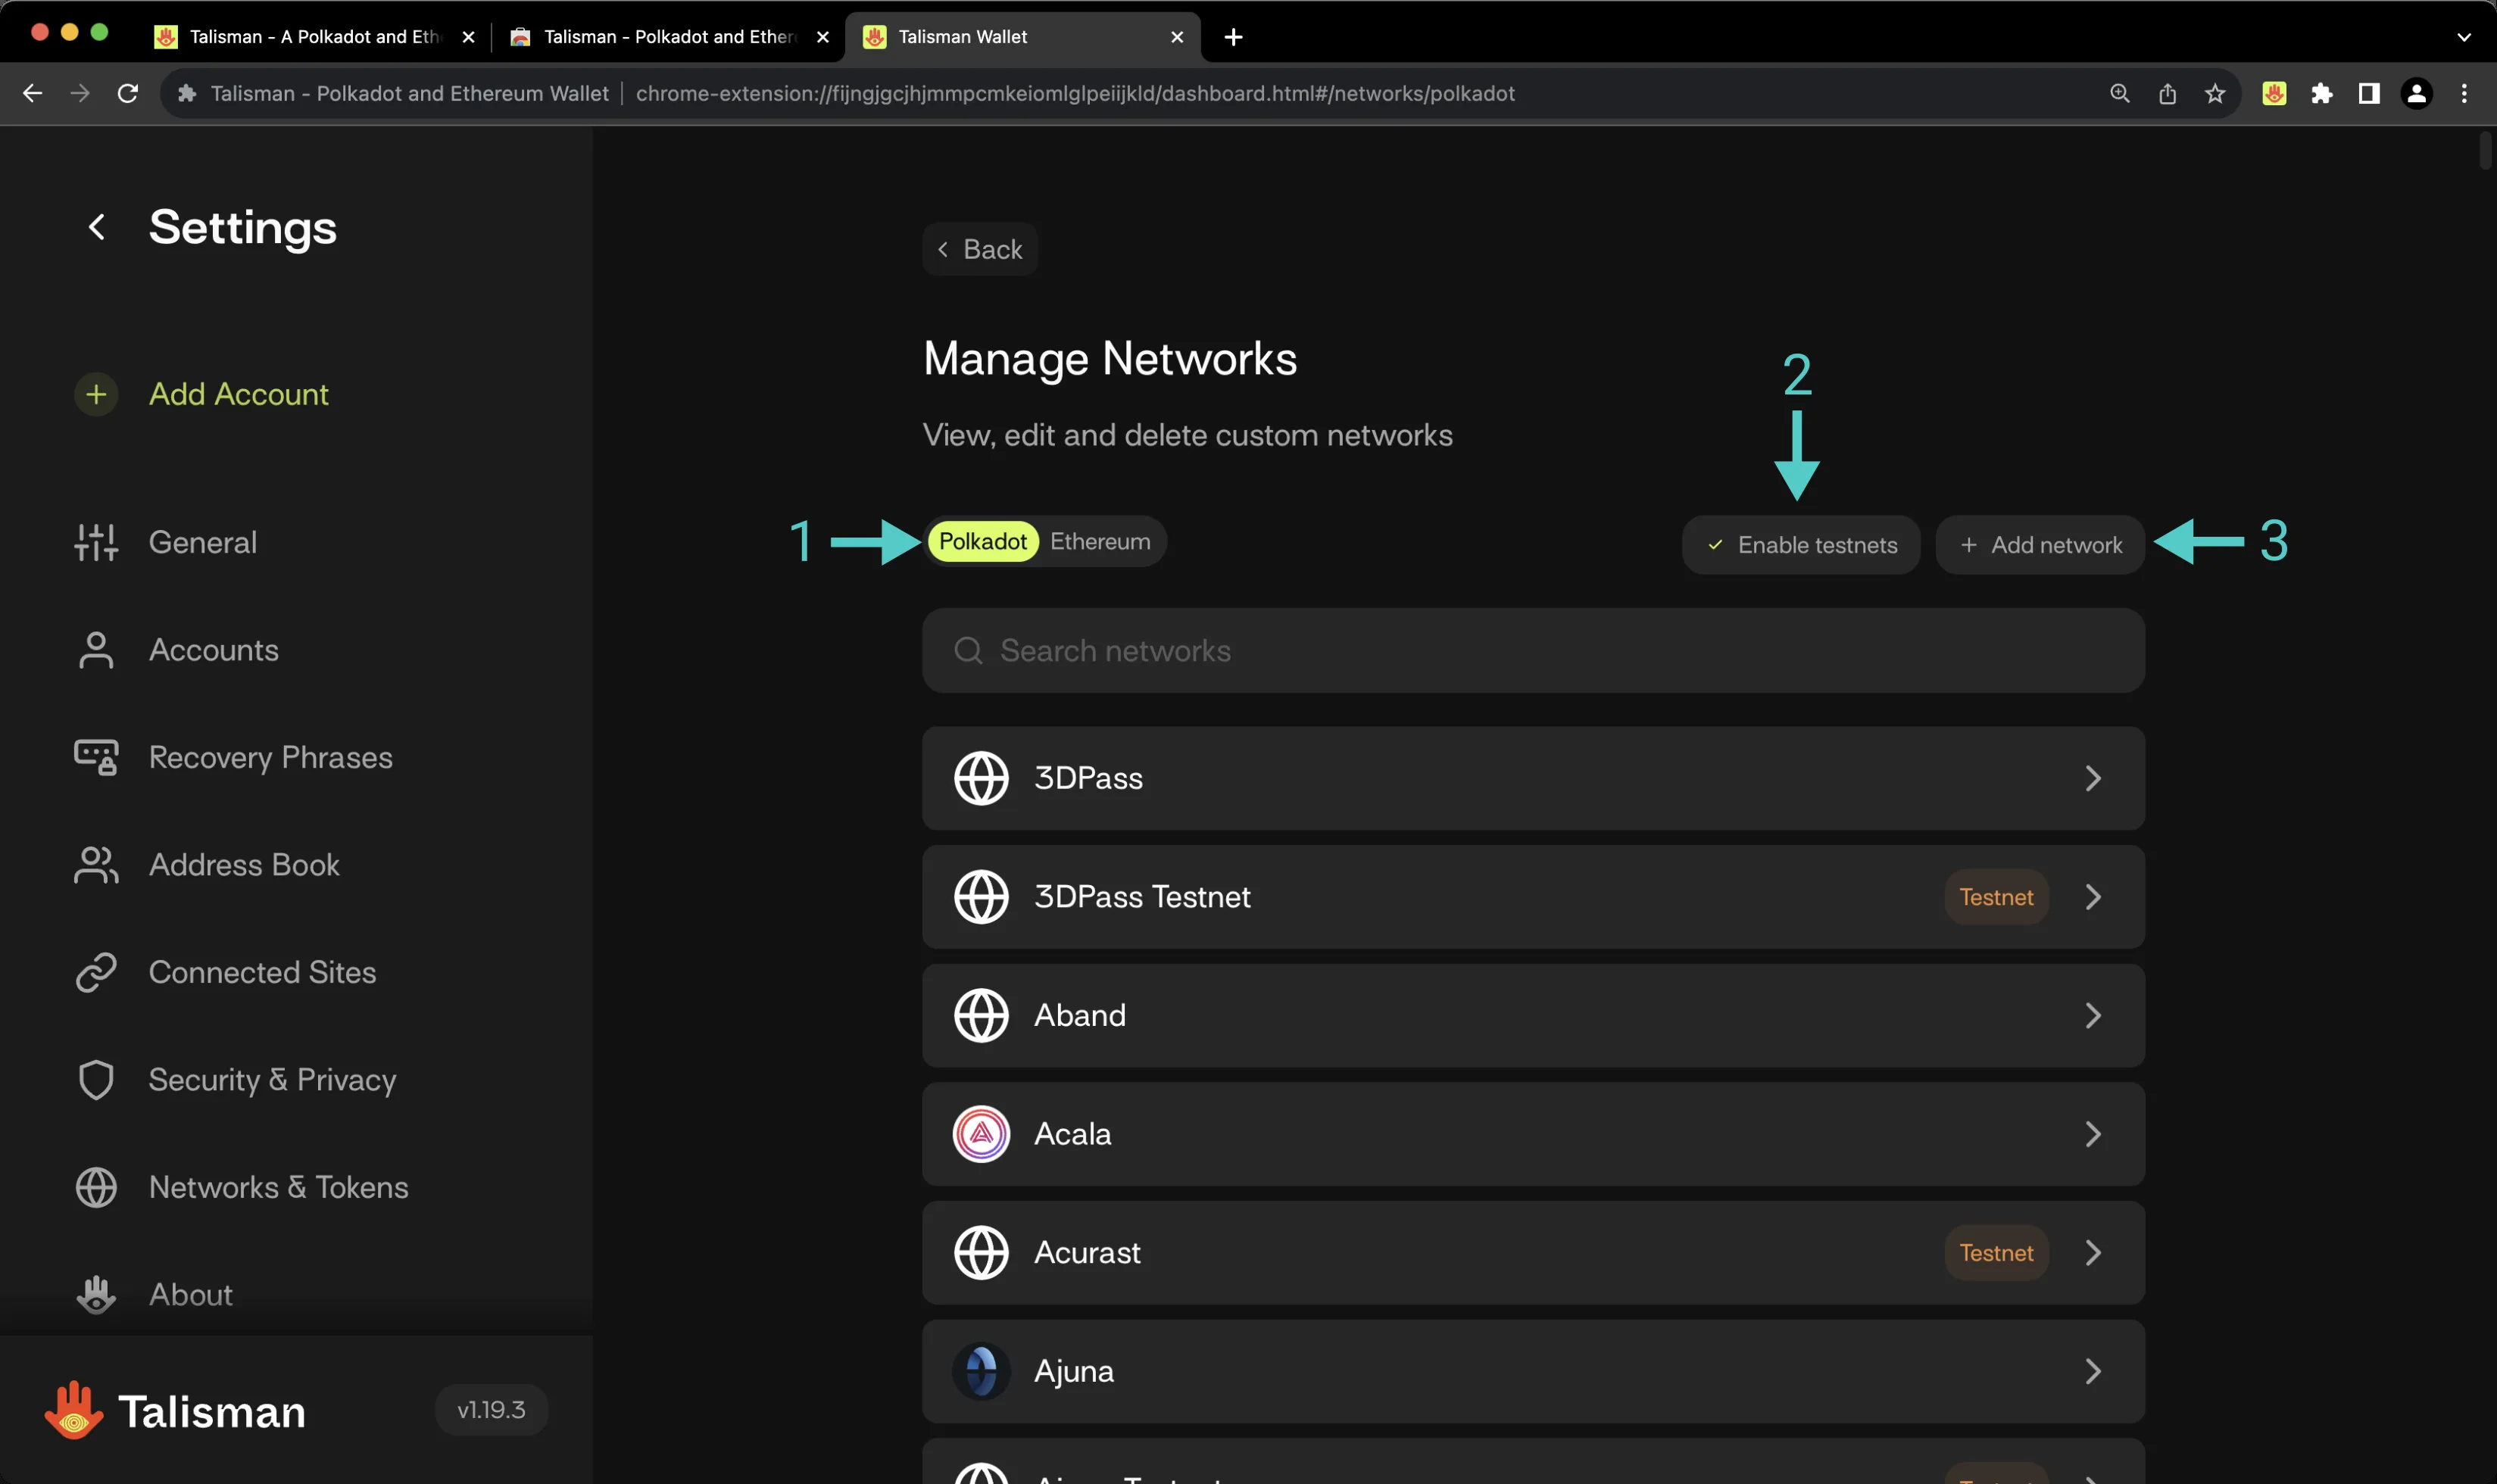 Talisman - A Polkadot and Eth
Talisman - Polkadot and Ether
Talisman Wallet
Talisman - Polkadot and Ethereum Wallet
chrome-extension://fijngjgcjhjmmpcmkeiomlglpeiijkld/dashboard.html#/networks/polkadot
Settings
Add Account
General
Accounts
Recovery Phrases
Address Book
Connected Sites
Security & Privacy
Networks & Tokens
About
Talisman
v1.19.3
Back
Manage Networks
View, edit and delete custom networks
2
1
Polkadot
Ethereum
Enable testnets
Add network
3
Search networks
3DPass
3DPass Testnet
Testnet
Aband
Acala
Acurast
Testnet
Ajuna